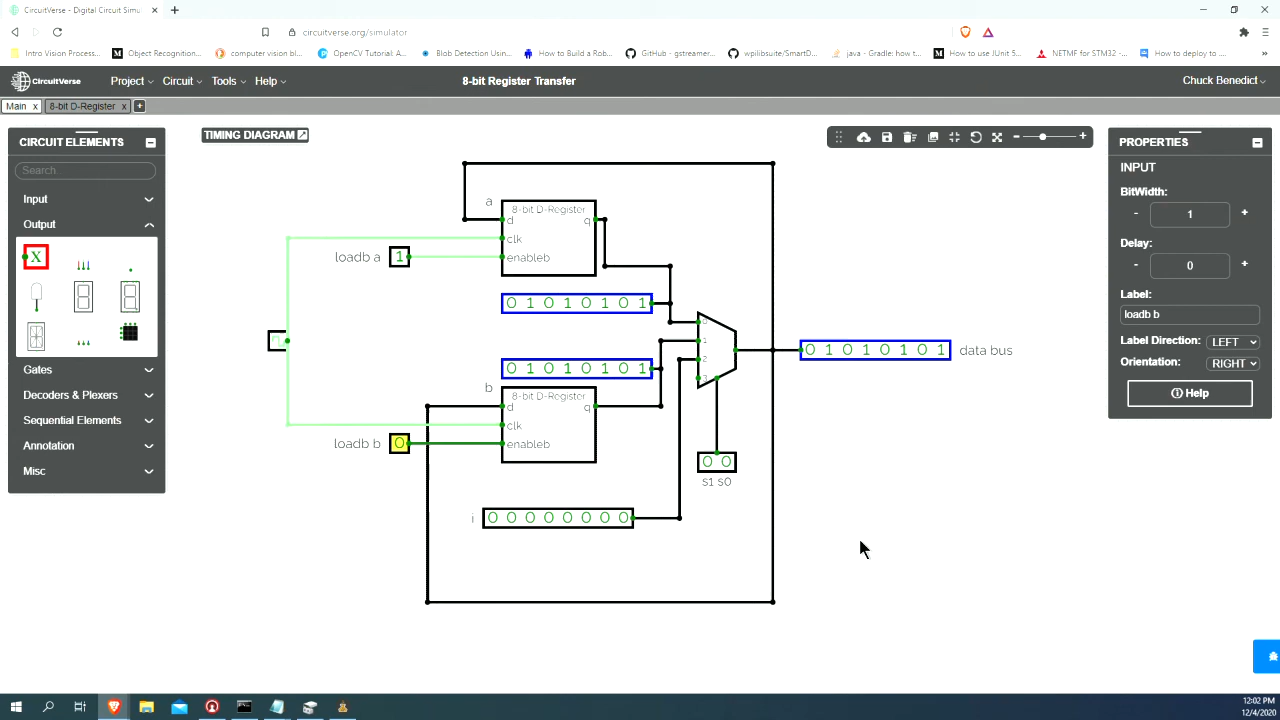 CircuitVerse - Digital Circuit Simu
circuitverse.org/simulator
Intro Vision Process... Object Recognition... computer vision bl... OpenCV Tutorial: A... Blob Detection Usin... How to Build a Rob... GitHub - gstreamer... wpilibsuite/SmartD... java - Gradle: how t... How to use JUnit 5... NETMF for STM32 -... How to deploy to ...
CircuitVerse Project Circuit Tools Help 8-bit Register Transfer Chuck Benedict
Main x 8-bit D-Register x +
CIRCUIT ELEMENTS
Search
Input
Output
X
Gates
Decoders & Plexers
Sequential Elements
Annotation
Misc
TIMING DIAGRAM
a
8-bit D-Register
d q
clk
loadb a 1 enableb
0 1 0 1 0 1 0 1
0
1
2
3
0 1 0 1 0 1 0 1 data bus
0 1 0 1 0 1 0 1
b
8-bit D-Register
d q
clk
loadb b 0 enableb
0 0
s1 s0
i 0 0 0 0 0 0 0 0
PROPERTIES
INPUT
BitWidth:
- 1 +
Delay:
- 0 +
Label:
loadb b
Label Direction: LEFT
Orientation: RIGHT
Help
12:02 PM
12/4/2020